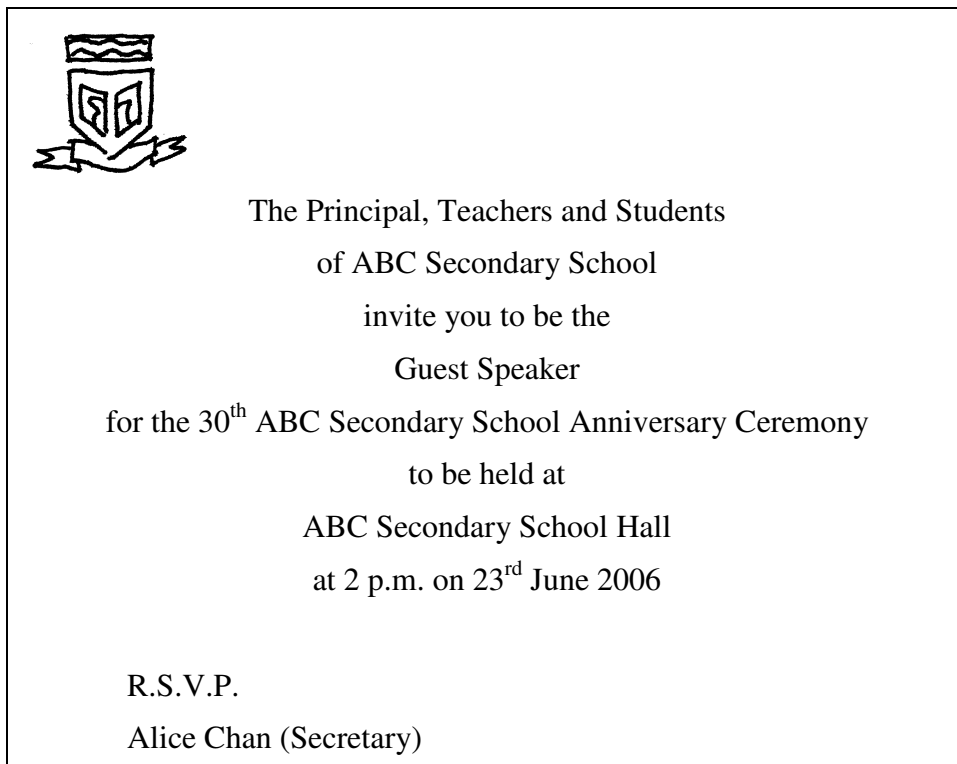 The Principal, Teachers and Students
of ABC Secondary School
invite you to be the
Guest Speaker
for the 30th ABC Secondary School Anniversary Ceremony
to be held at
ABC Secondary School Hall
at 2 p.m. on 23rd June 2006
R.S.V.P.
Alice Chan (Secretary)